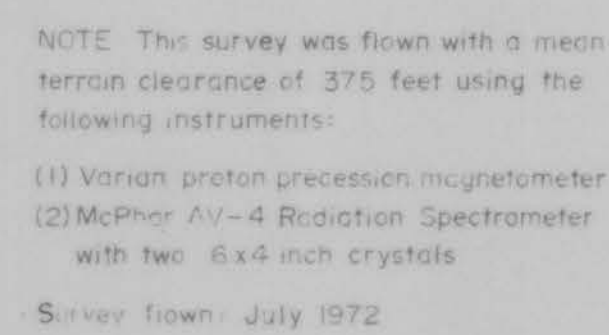 NOTE This survey was flown with a mean
terrain clearance of 375 feet using the
following instruments:
(1) Varian proton precession magnetometer
(2) McPhar AV-4 Radiation Spectrometer
with two 6x4 inch crystals
Survey flown: July 1972